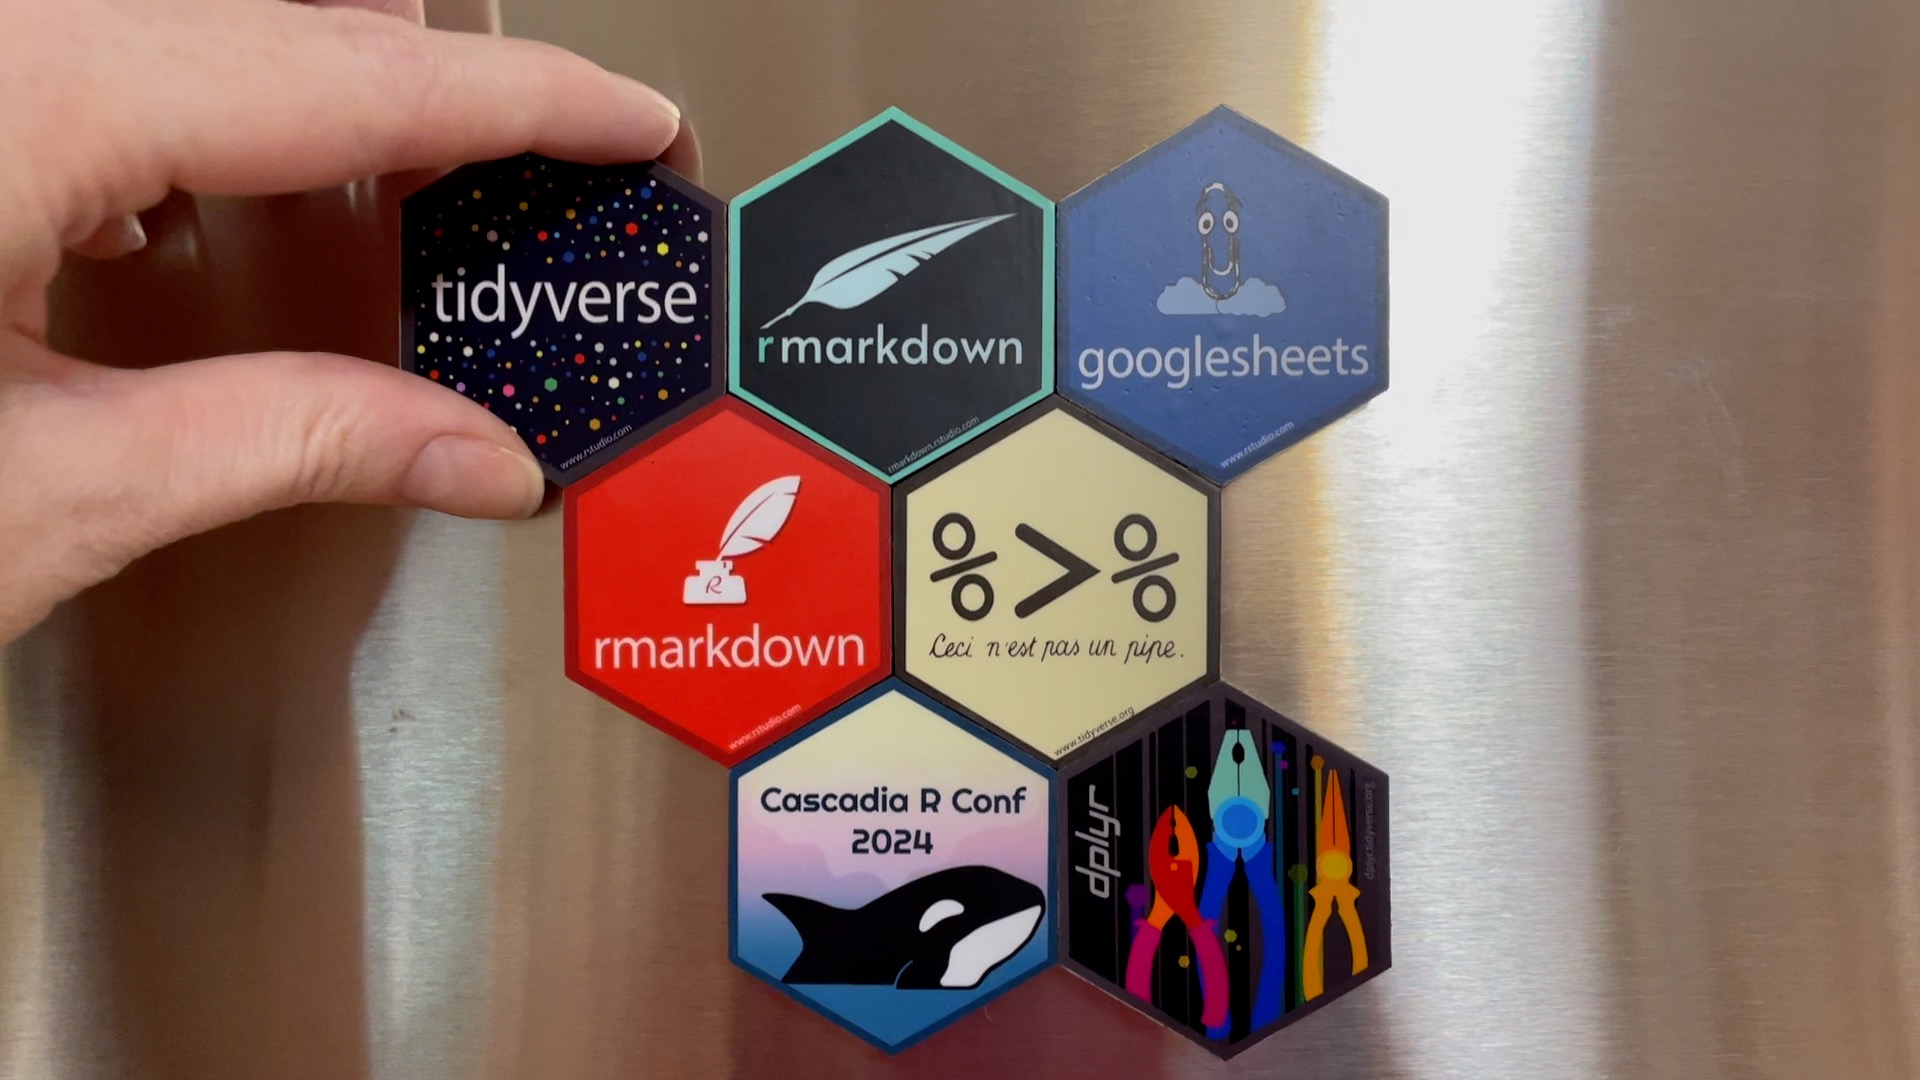 tidyverse
www.rstudio.com
rmarkdown
rmarkdown.rstudio.com
googlesheets
www.rstudio.com
R
rmarkdown
www.rstudio.com
%>%
Ceci n'est pas un pipe.
www.tidyverse.org
Cascadia R Conf
2024
dplyr
dplyr.tidyverse.org